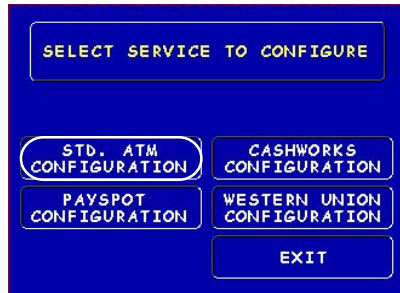 SELECT SERVICE TO CONFIGURE
STD. ATM
CONFIGURATION
CASHWORKS
CONFIGURATION
PAYSPOT
CONFIGURATION
WESTERN UNION
CONFIGURATION
EXIT